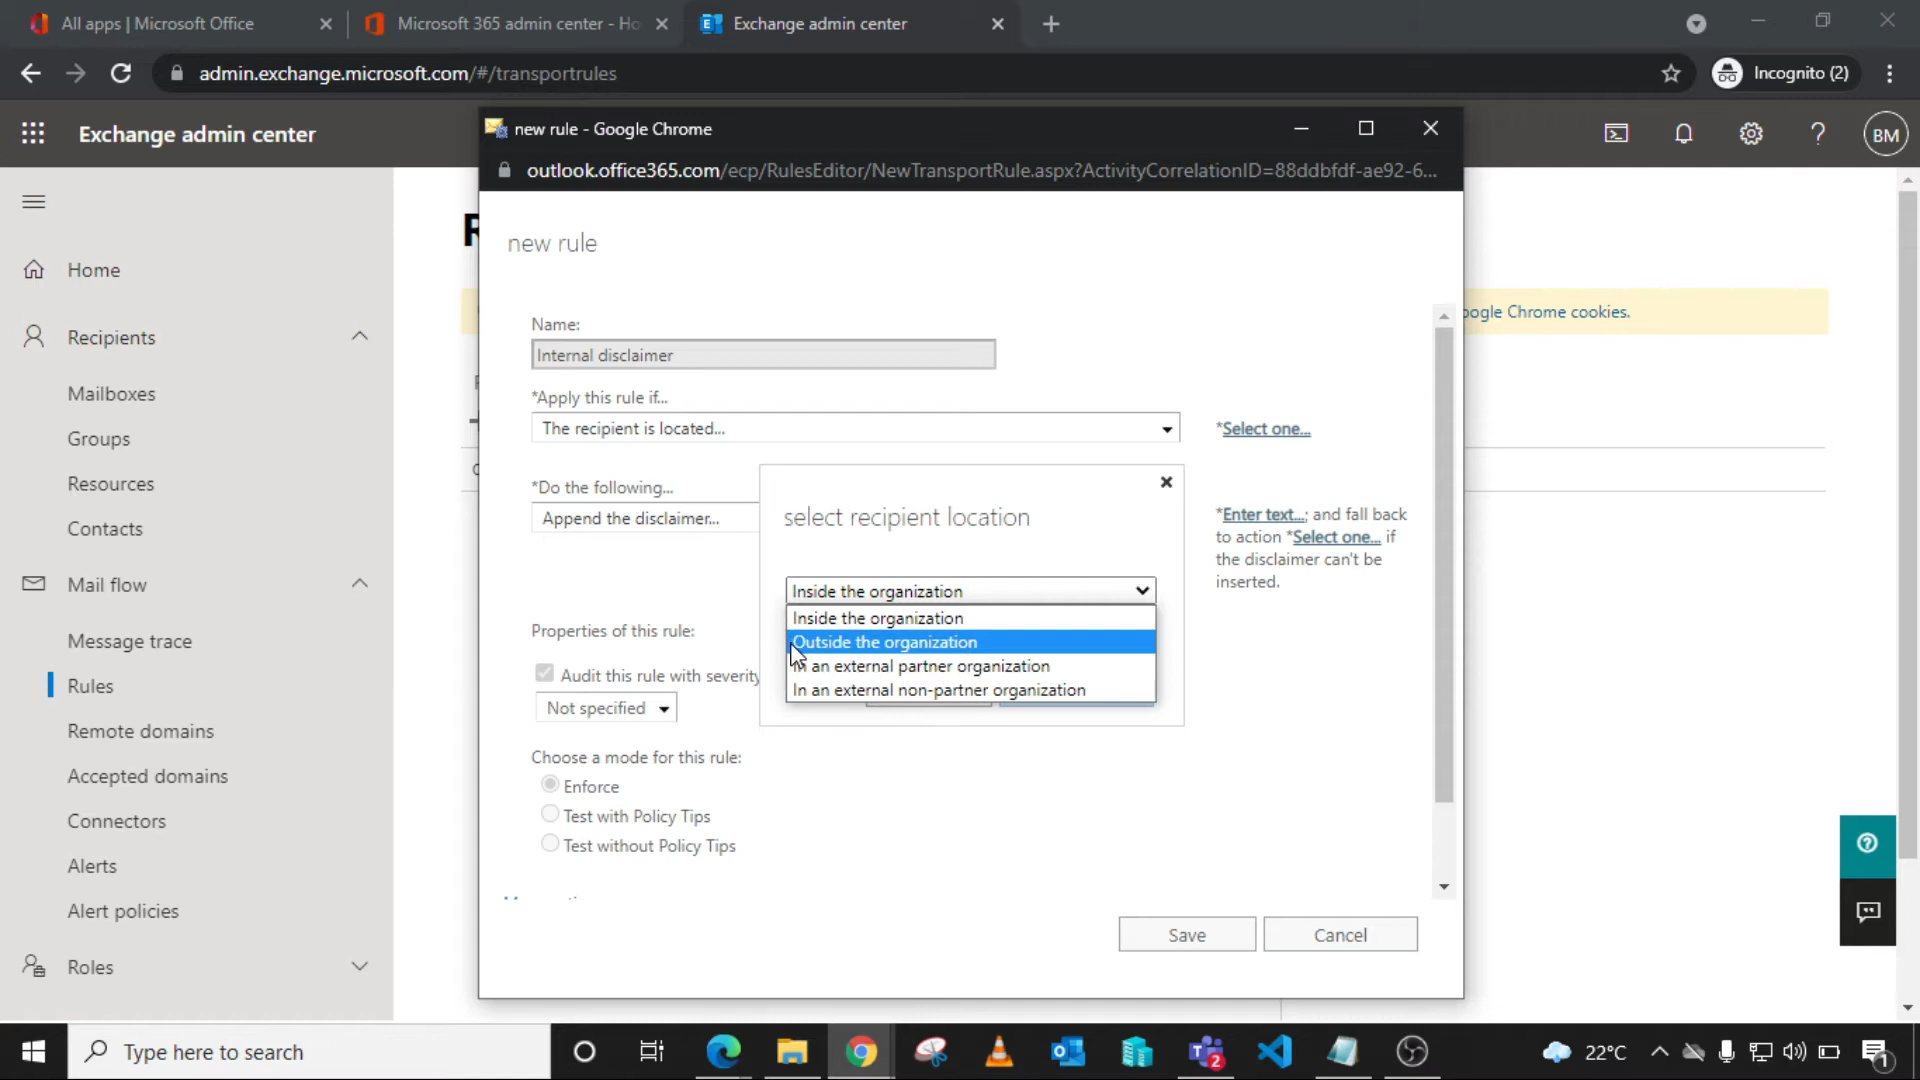 All apps | Microsoft Office
Microsoft 365 admin center - Ho
Exchange admin center
admin.exchange.microsoft.com/#/transportrules
Incognito (2)
Exchange admin center
BM
new rule - Google Chrome
outlook.office365.com/ecp/RulesEditor/NewTransportRule.aspx?ActivityCorrelationID=88ddbfdf-ae92-6...
Home
Recipients
Mailboxes
Groups
Resources
Contacts
Mail flow
Message trace
Rules
Remote domains
Accepted domains
Connectors
Alerts
Alert policies
Roles
oogle Chrome cookies.
new rule
Name:
Internal disclaimer
*Apply this rule if...
The recipient is located...
*Select one...
*Do the following...
Append the disclaimer...
*Enter text...; and fall back
to action *Select one... if
the disclaimer can't be
inserted.
select recipient location
Inside the organization
Inside the organization
Outside the organization
In an external partner organization
In an external non-partner organization
Properties of this rule:
Audit this rule with severity
Not specified
Choose a mode for this rule:
Enforce
Test with Policy Tips
Test without Policy Tips
Save
Cancel
Type here to search
2
22°C
1